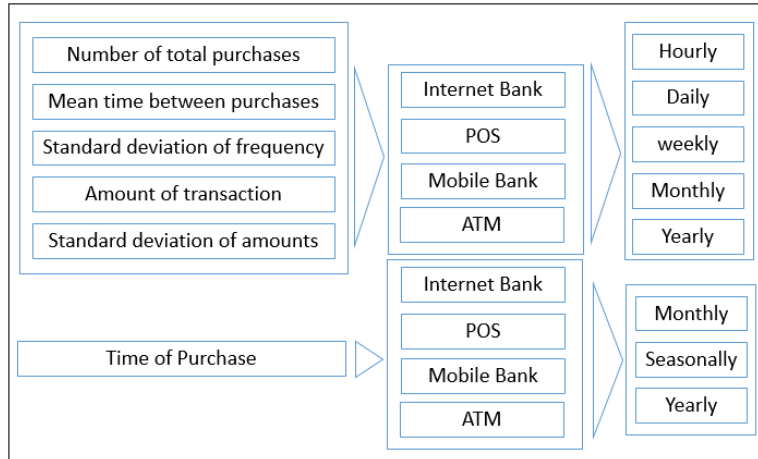 Number of total purchases
Mean time between purchases
Standard deviation of frequency
Amount of transaction
Standard deviation of amounts
Internet Bank
POS
Mobile Bank
ATM
Hourly
Daily
weekly
Monthly
Yearly
Time of Purchase
Internet Bank
POS
Mobile Bank
ATM
Monthly
Seasonally
Yearly